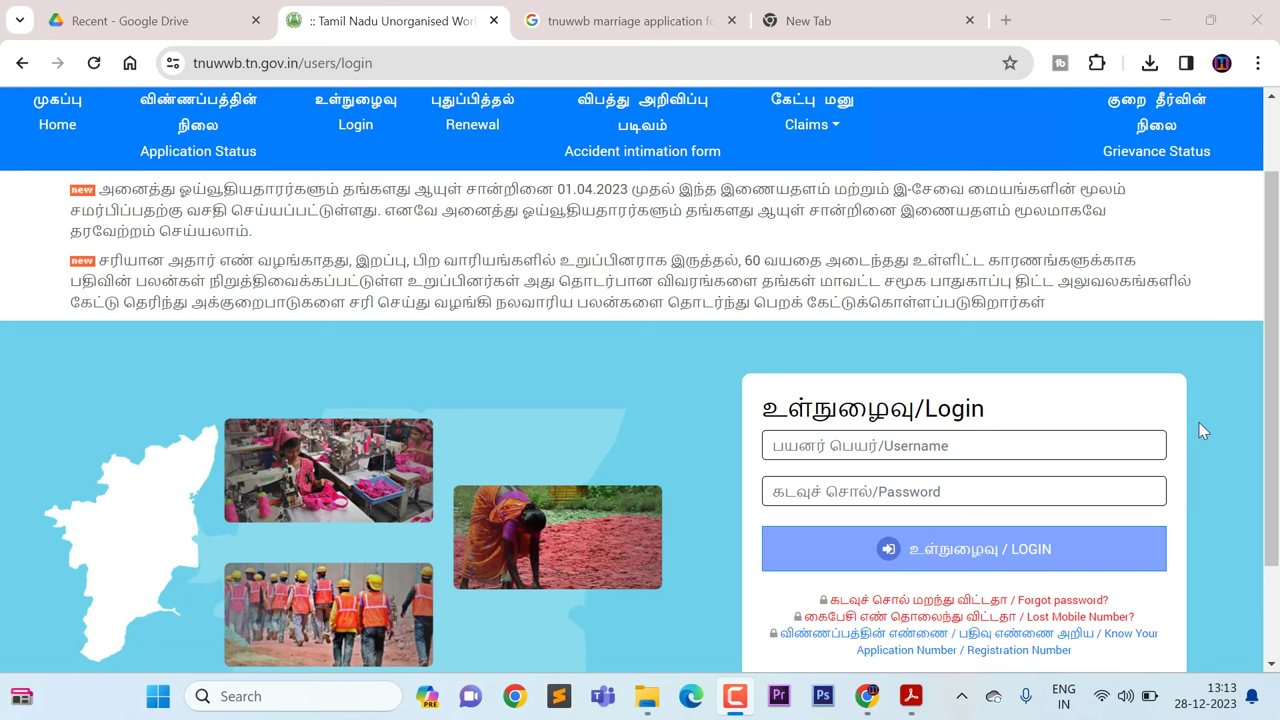 Recent - Google Drive
:: Tamil Nadu Unorganised Wor
tnuwwb marriage application fo
New Tab
tnuwwb.tn.gov.in/users/login
முகப்பு
Home
விண்ணப்பத்தின்
நிலை
Application Status
உள்நுழைவு
Login
புதுப்பித்தல்
Renewal
விபத்து அறிவிப்பு
படிவம்
Accident intimation form
கேட்பு மனு
Claims
குறை தீர்வின்
நிலை
Grievance Status
new அனைத்து ஓய்வூதியதாரர்களும் தங்களது ஆயுள் சான்றினை 01.04.2023 முதல் இந்த இணையதளம் மற்றும் இ-சேவை மையங்களின் மூலம்
சமர்பிப்பதற்கு வசதி செய்யப்பட்டுள்ளது. எனவே அனைத்து ஓய்வூதியதாரர்களும் தங்களது ஆயுள் சான்றினை இணையதளம் மூலமாகவே
தரவேற்றம் செய்யலாம்.
new சரியான அதார் எண் வழங்காதது, இறப்பு, பிற வாரியங்களில் உறுப்பினராக இருத்தல், 60 வயதை அடைந்தது உள்ளிட்ட காரணங்களுக்காக
பதிவின் பலன்கள் நிறுத்திவைக்கப்பட்டுள்ள உறுப்பினர்கள் அது தொடர்பான விவரங்களை தங்கள் மாவட்ட சமூக பாதுகாப்பு திட்ட அலுவலகங்களில்
கேட்டு தெரிந்து அக்குறைபாடுகளை சரி செய்து வழங்கி நலவாரிய பலன்களை தொடர்ந்து பெறக் கேட்டுக்கொள்ளப்படுகிறார்கள்
உள்நுழைவு/Login
பயனர் பெயர்/Username
கடவுச் சொல்/Password
உள்நுழைவு / LOGIN
கடவுச் சொல் மறந்து விட்டதா / Forgot password?
கைபேசி எண் தொலைந்து விட்டதா / Lost Mobile Number?
விண்ணப்பத்தின் எண்ணை / பதிவு எண்ணை அறிய / Know Your
Application Number / Registration Number
Search
PRE
Pr
Ps
ENG
IN
13:13
28-12-2023